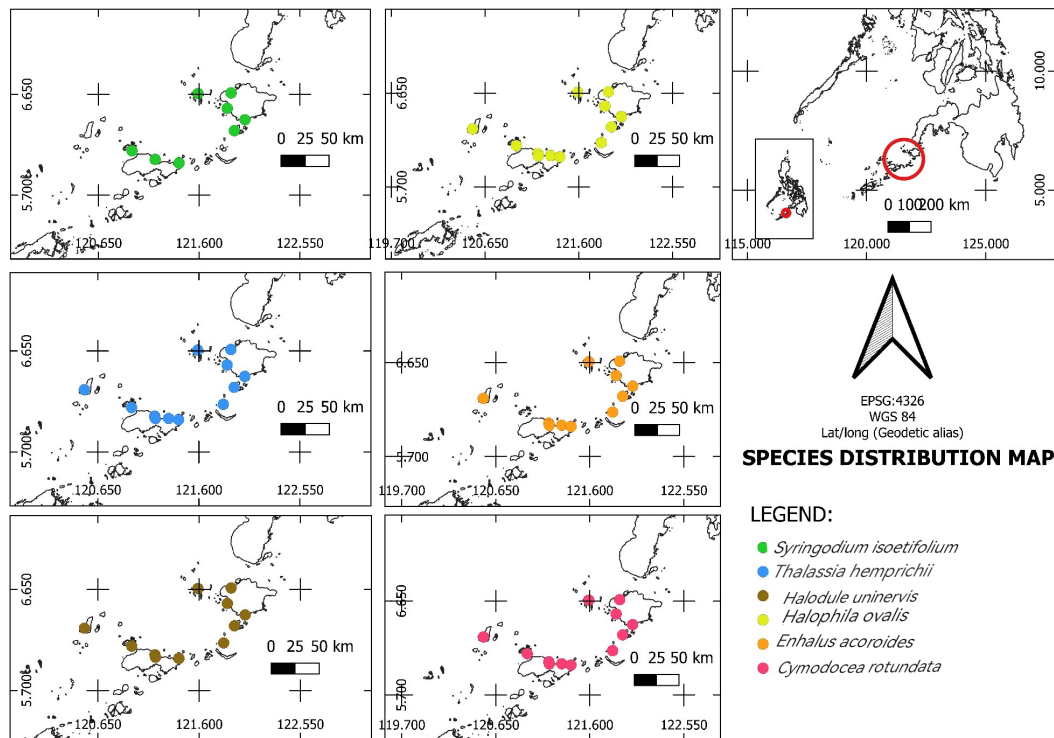 6.650
5.700
0 25 50 km
120.650
121.600
122.550
6.650
5.700
0 25 50 km
119.700
120.650
121.600
122.550
10.000
5.000
0 100 200 km
115.000
120.000
125.000
6.650
5.700
0 25 50 km
120.650
121.600
122.550
6.650
5.700
0 25 50 km
119.700
120.650
121.600
122.550
EPSG:4326
WGS 84
Lat/long (Geodetic alias)
SPECIES DISTRIBUTION MAP
6.650
5.700
0 25 50 km
120.650
121.600
122.550
6.650
5.700
0 25 50 km
119.700
120.650
121.600
122.550
LEGEND:
Syringodium isoetifolium
Thalassia hemprichii
Halodule uninervis
Halophila ovalis
Enhalus acoroides
Cymodocea rotundata